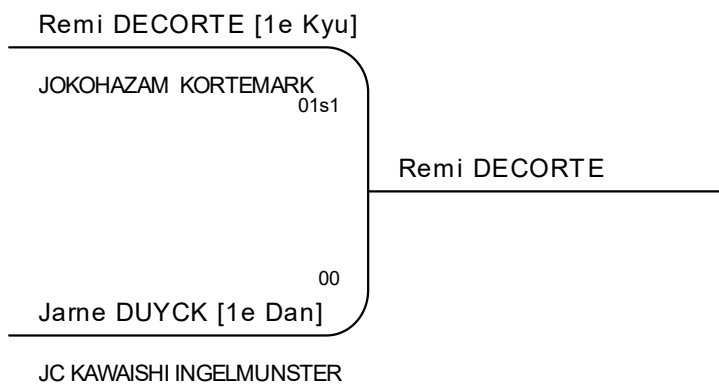 Remi DECORTE [1e Kyu]
JOKOHAZAM KORTEMARK
01s1
Remi DECORTE
00
Jarne DUYCK [1e Dan]
JC KAWAISHI INGELMUNSTER